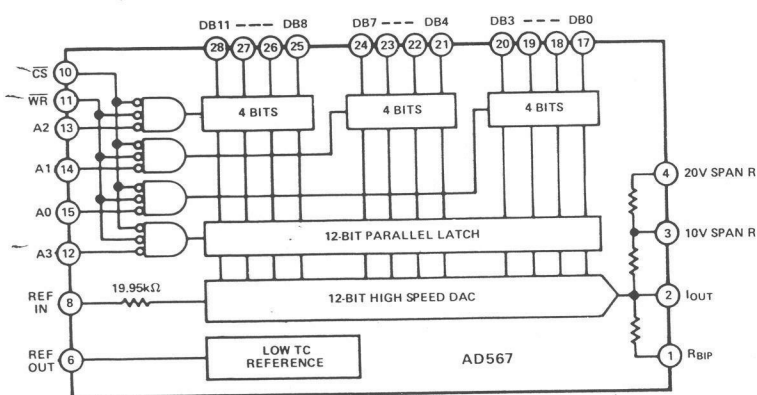 DB11 ---- DB8 DB7 --- DB4 DB3 ---- DB0
28 27 26 25 24 23 22 21 20 19 18 17
10 CS
11 WR
13 A2
14 A1
15 A0
12 A3
4 BITS 4 BITS 4 BITS
12-BIT PARALLEL LATCH
REF IN 8 19.95kΩ
12-BIT HIGH SPEED DAC
REF OUT 6
LOW TC
REFERENCE
AD567
4 20V SPAN R
3 10V SPAN R
2 IOUT
1 RBIP